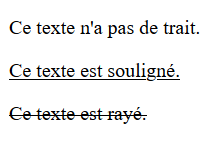 Ce texte n'a pas de trait.
Ce texte est souligné.
Ce texte est rayé.